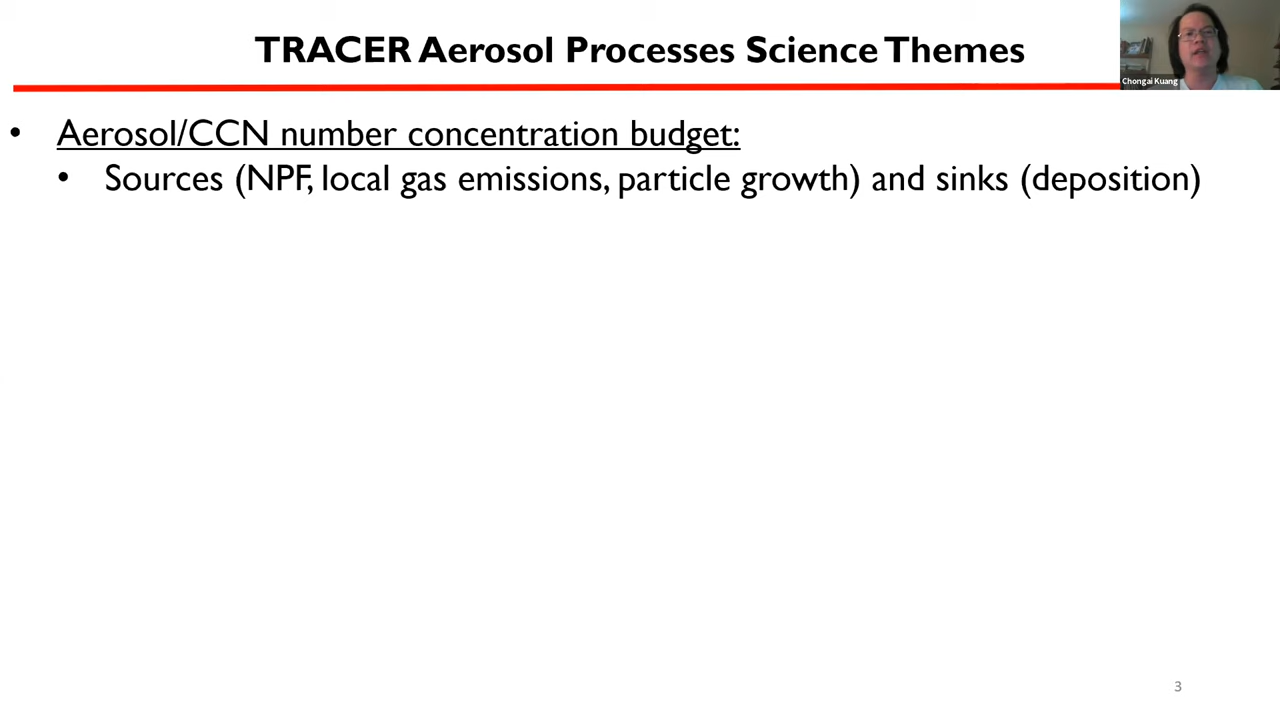 TRACER Aerosol Processes Science Themes
Chongai Kuang
• Aerosol/CCN number concentration budget:
• Sources (NPF, local gas emissions, particle growth) and sinks (deposition)
3